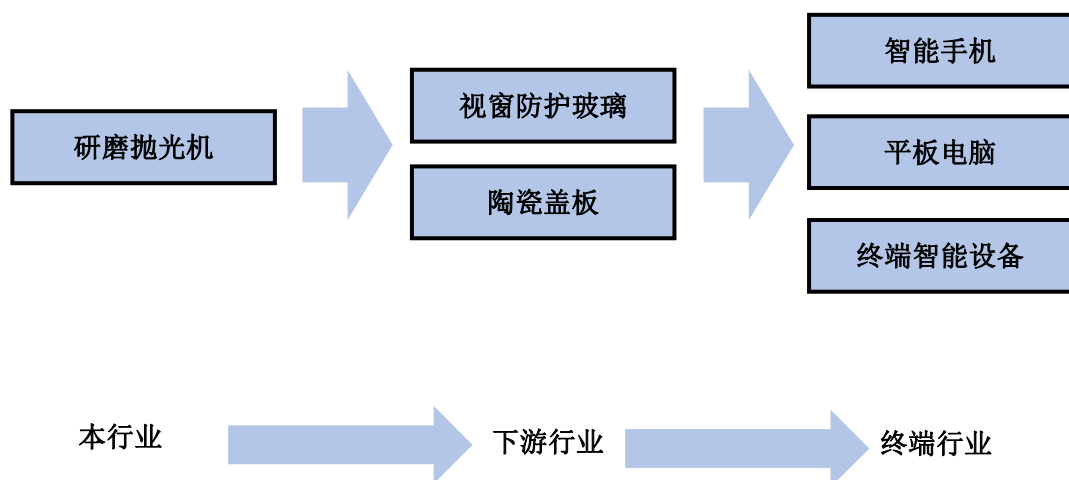 研磨抛光机
视窗防护玻璃
陶瓷盖板
智能手机
平板电脑
终端智能设备
本行业
下游行业
终端行业